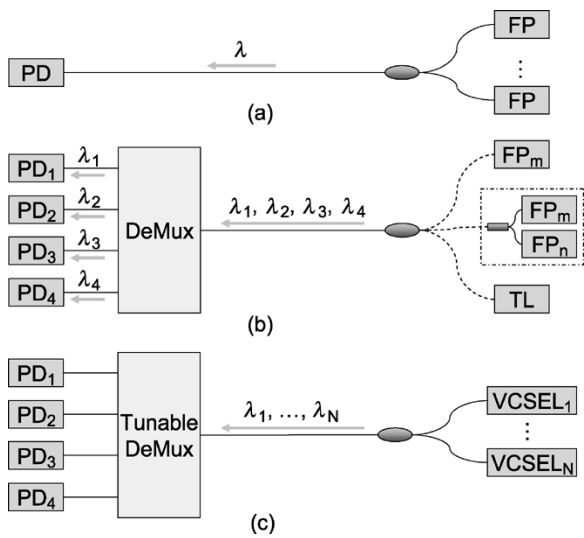 FP
λ
PD
⋮
FP
(a)
λ1
PD1
λ2
PD2
λ3
PD3
λ4
PD4
DeMux
λ1, λ2, λ3, λ4
FPm
FPm
FPn
TL
(b)
PD1
PD2
PD3
PD4
Tunable
DeMux
λ1, ..., λN
VCSEL1
⋮
VCSELN
(c)